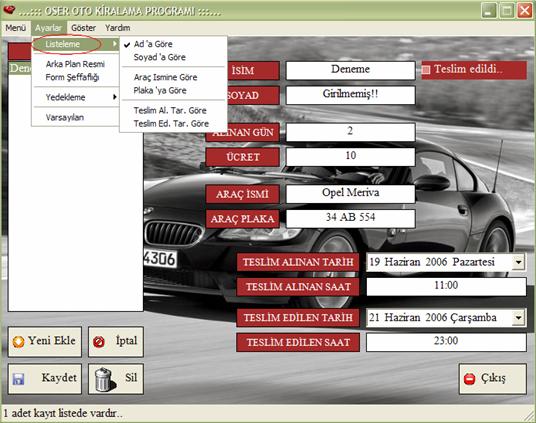 ...::: OSER OTO KİRALAMA PROGRAMI :::...
Menü Ayarlar Göster Yardım
Listeleme
Arka Plan Resmi
Form Şeffaflığı
Yedekleme
Varsayılan
Ad 'a Göre
Soyad 'a Göre
Araç Ismine Göre
Plaka 'ya Göre
Teslim Al. Tar. Göre
Teslim Ed. Tar. Göre
İSİM Deneme Teslim edildi..
SOYAD Girilmemiş!!
ALINAN GÜN 2
ÜCRET 10
ARAÇ İSMİ Opel Meriva
ARAÇ PLAKA 34 AB 554
4306
TESLİM ALINAN TARİH 19 Haziran 2006 Pazartesi
TESLİM ALINAN SAAT 11:00
TESLİM EDİLEN TARİH 21 Haziran 2006 Çarşamba
TESLİM EDİLEN SAAT 23:00
Yeni Ekle İptal
Kaydet Sil Çıkış
1 adet kayıt listede vardır..